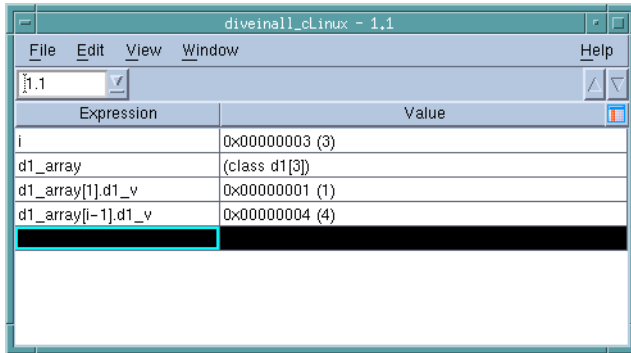 diveinall_cLinux - 1.1
File Edit View Window Help
1.1
Expression Value
i 0x00000003 (3)
d1_array (class d1[3])
d1_array[1].d1_v 0x00000001 (1)
d1_array[i-1].d1_v 0x00000004 (4)